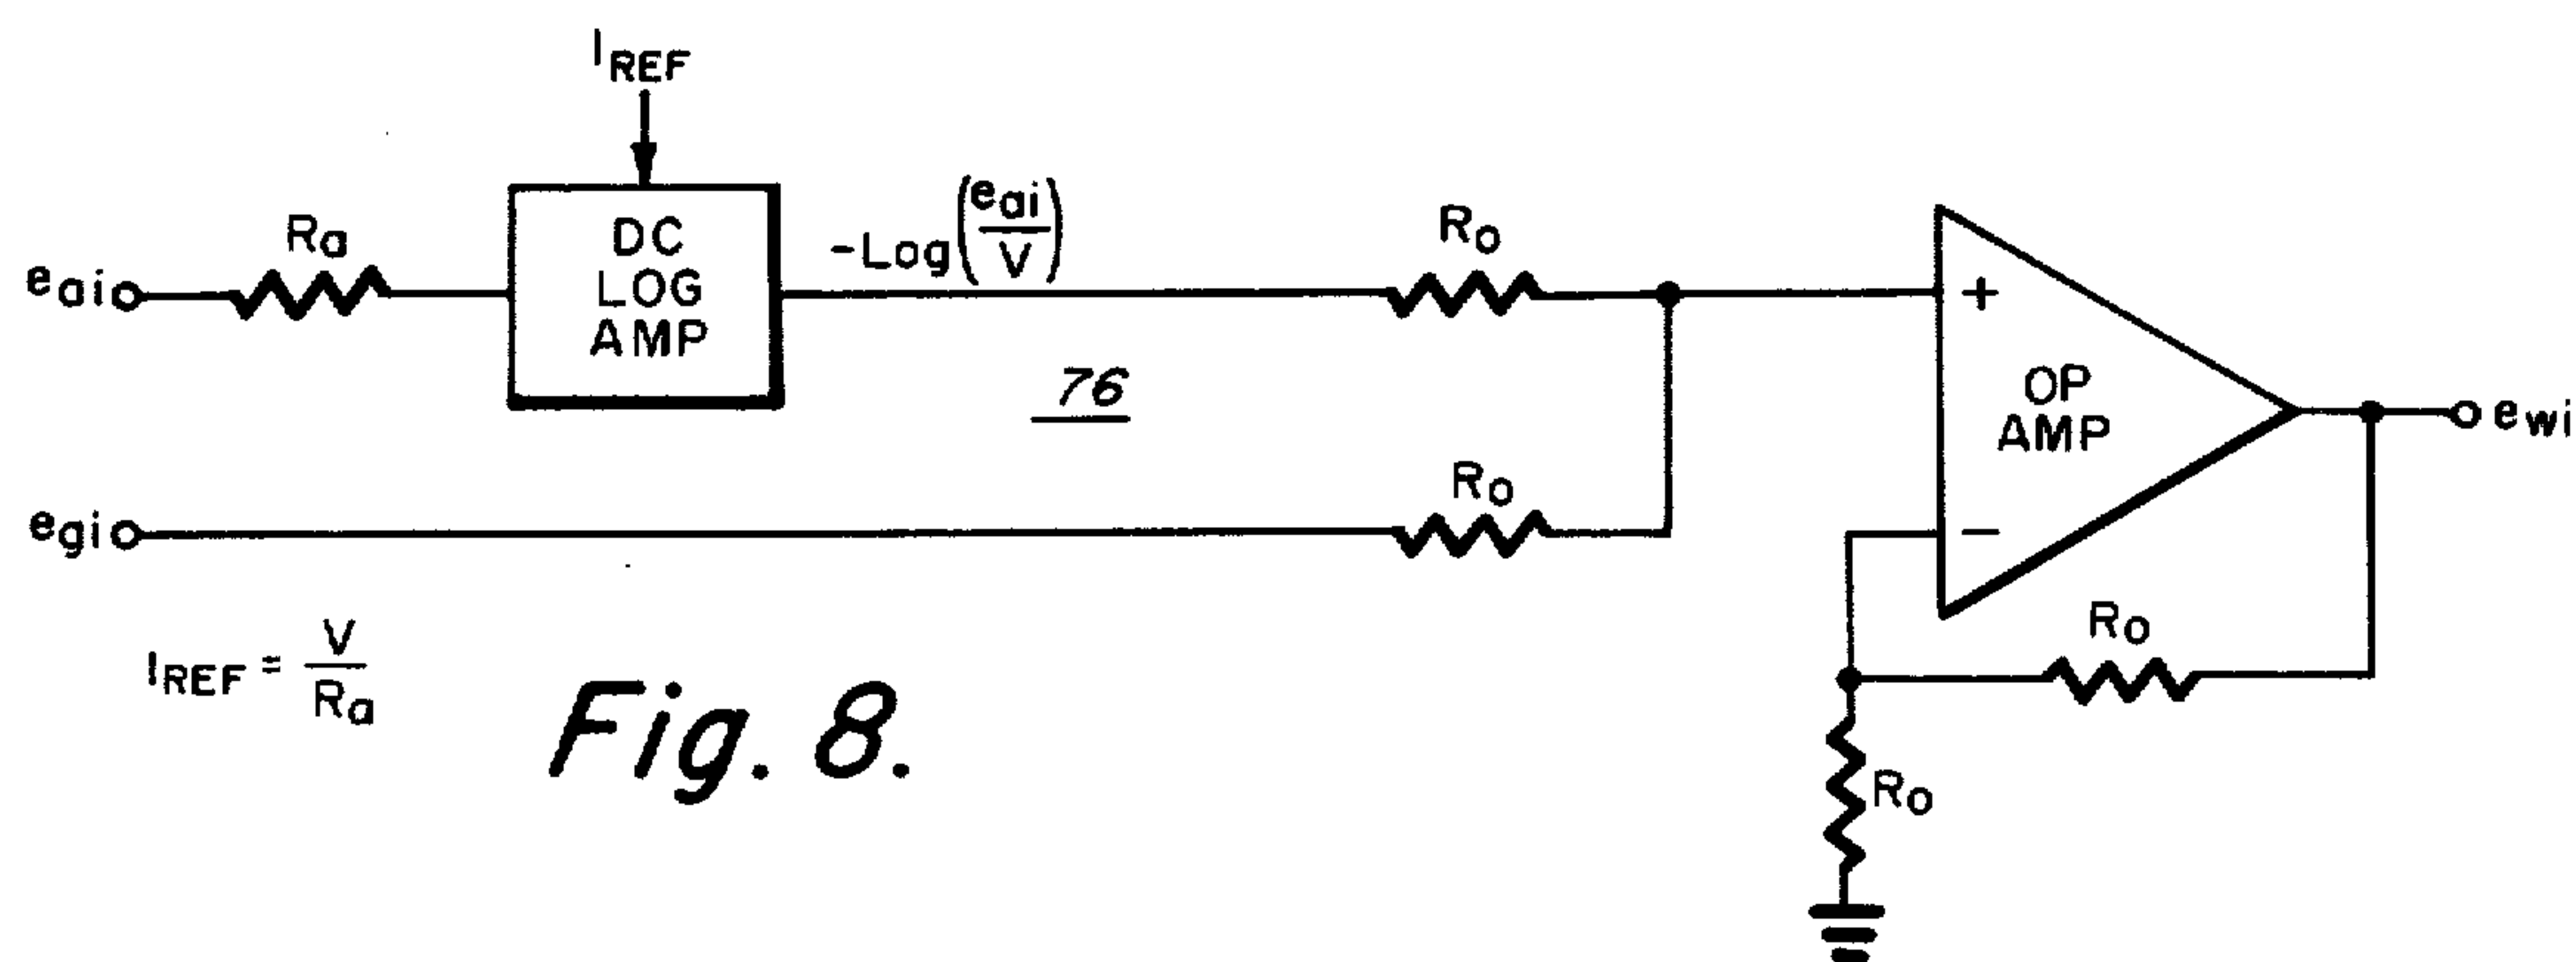 I REF
Ra
DC
LOG
AMP
-Log(eai/V)
Ro
eai
+
OP
AMP
76
ewi
Ro
egi
−
Ro
IREF = V/Ra
Fig. 8.
Ro